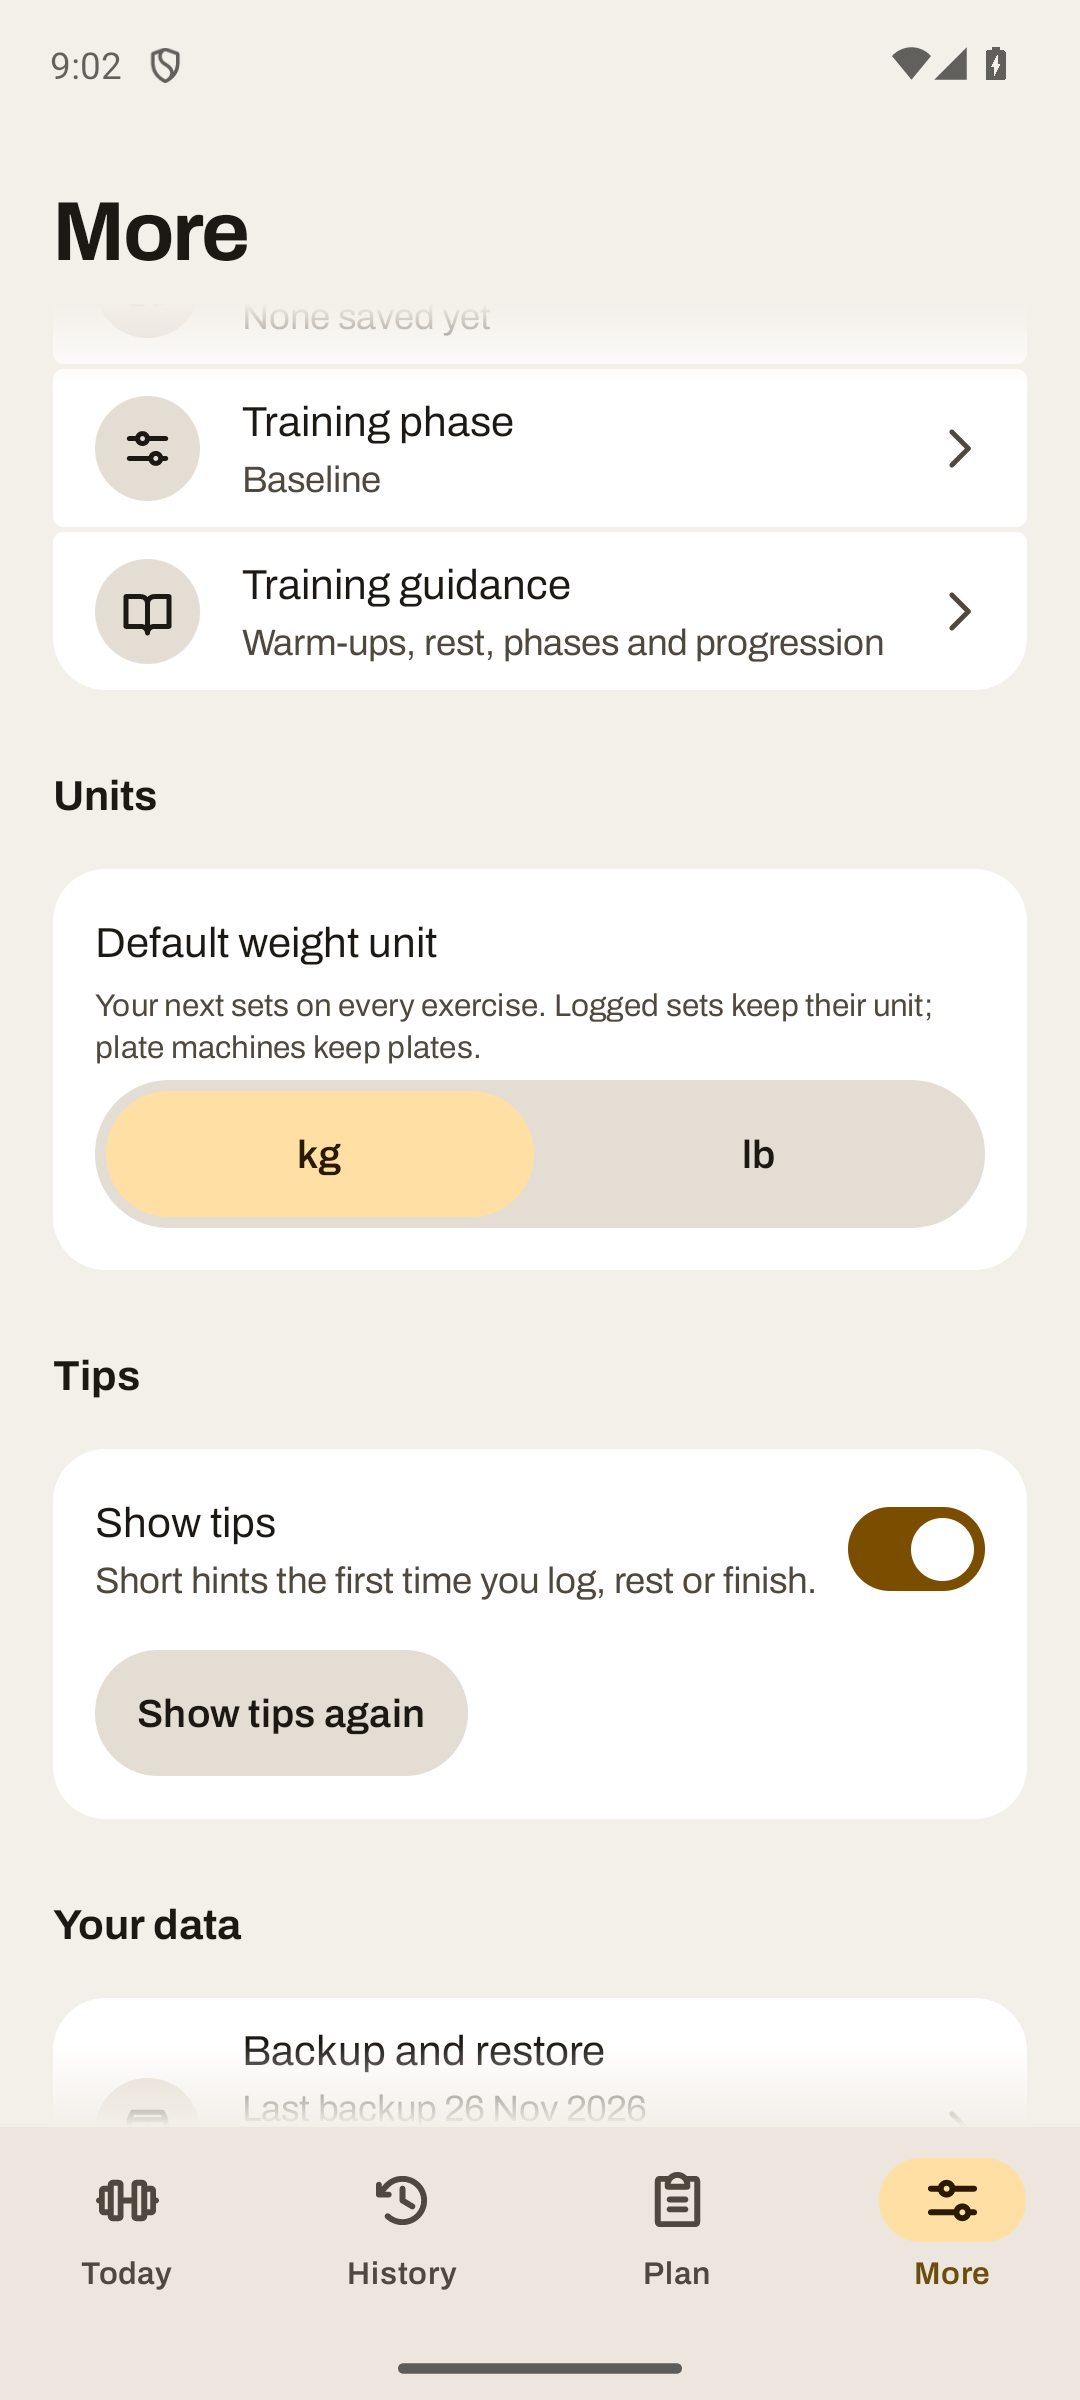 9:02
More
None saved yet
Training phase
Baseline
Training guidance
Warm-ups, rest, phases and progression
Units
Default weight unit
Your next sets on every exercise. Logged sets keep their unit;
plate machines keep plates.
kg
lb
Tips
Show tips
Short hints the first time you log, rest or finish.
Show tips again
Your data
Backup and restore
Last backup 26 Nov 2026
Today
History
Plan
More